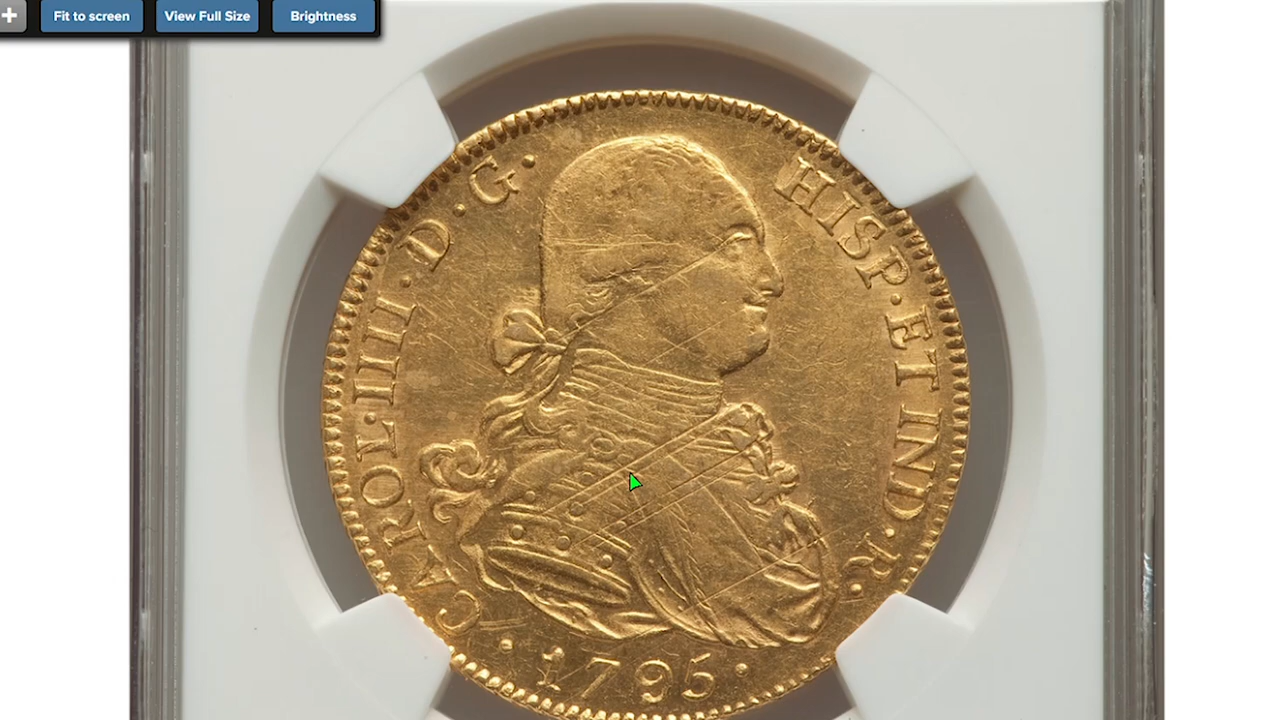 Fit to screen
View Full Size
Brightness
CAROL·IIII·D·G· HISP·ET IND·R·
·1795·